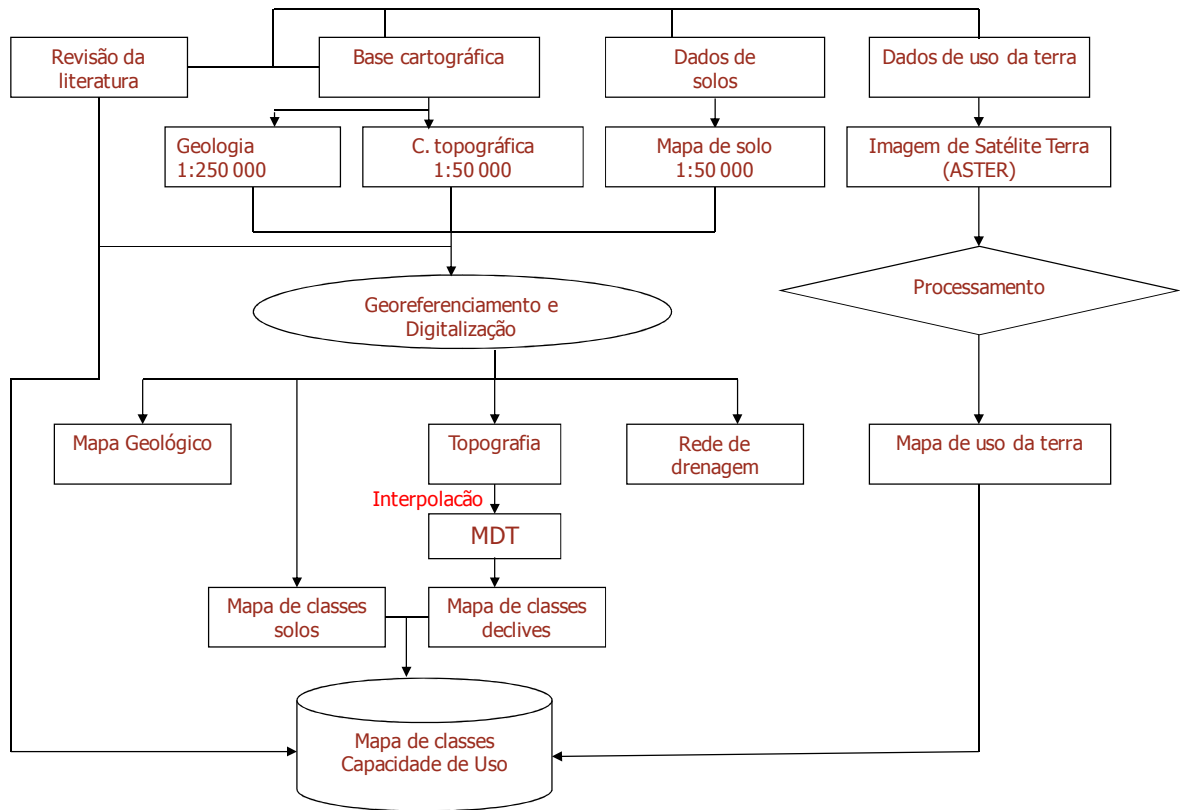 Revisão da
literatura
Base cartográfica
Dados de
solos
Dados de uso da terra
Geologia
1:250 000
C. topográfica
1:50 000
Mapa de solo
1:50 000
Imagem de Satélite Terra
(ASTER)
Processamento
Georeferenciamento e
Digitalização
Mapa Geológico
Topografia
Rede de
drenagem
Mapa de uso da terra
Interpolacão
MDT
Mapa de classes
solos
Mapa de classes
declives
Mapa de classes
Capacidade de Uso